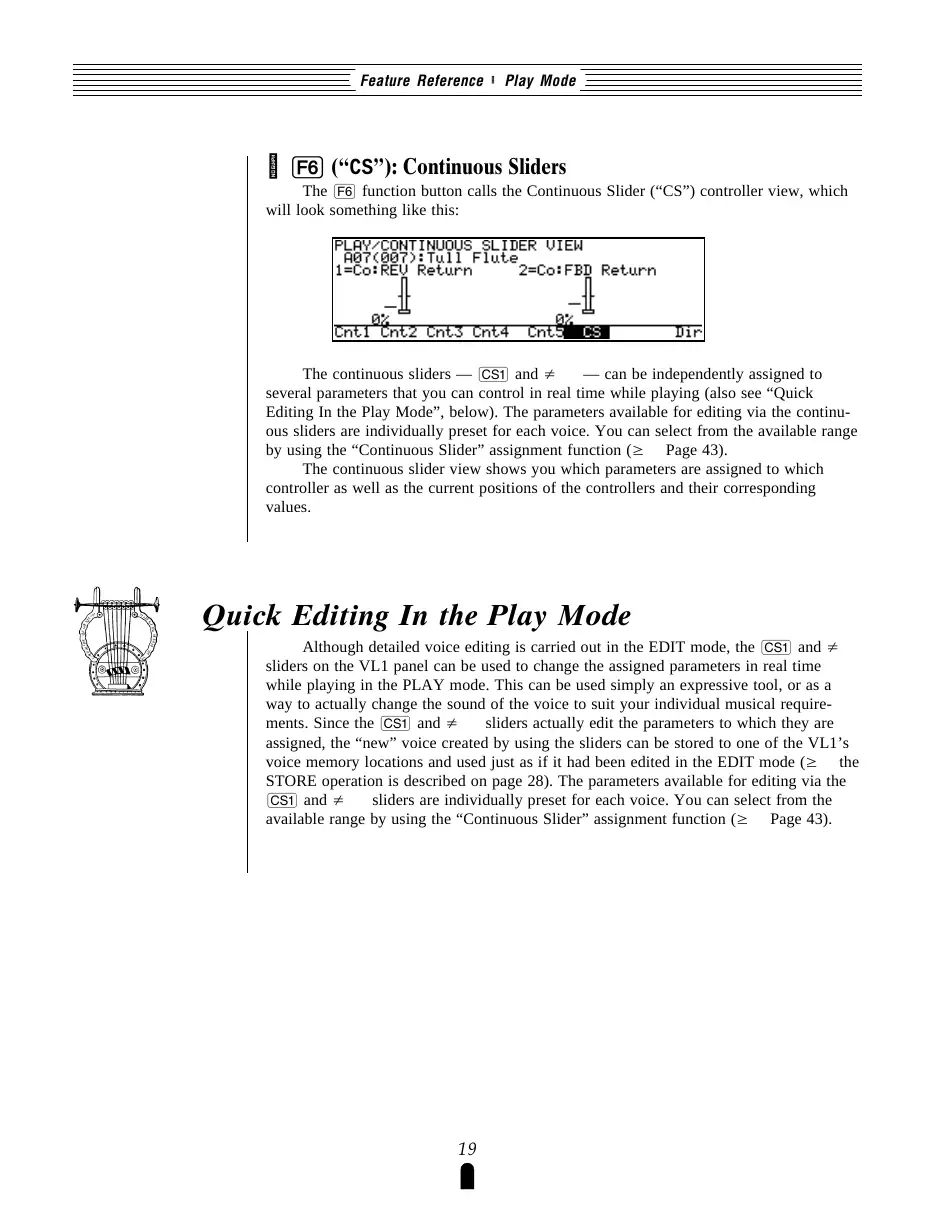 Feature Reference Play Mode
F6 (“CS”): Continuous Sliders
The F6 function button calls the Continuous Slider (“CS”) controller view, which
will look something like this:
PLAY/CONTINUOUS SLIDER VIEW
A07(007):Tull Flute
1=Co:REV Return 2=Co:FBD Return
0% 0%
Cnt1 Cnt2 Cnt3 Cnt4 Cnt5 CS Dir
The continuous sliders — CS1 and ≠ — can be independently assigned to
several parameters that you can control in real time while playing (also see “Quick
Editing In the Play Mode”, below). The parameters available for editing via the continu-
ous sliders are individually preset for each voice. You can select from the available range
by using the “Continuous Slider” assignment function (≥ Page 43).
The continuous slider view shows you which parameters are assigned to which
controller as well as the current positions of the controllers and their corresponding
values.
Quick Editing In the Play Mode
Although detailed voice editing is carried out in the EDIT mode, the CS1 and ≠
sliders on the VL1 panel can be used to change the assigned parameters in real time
while playing in the PLAY mode. This can be used simply an expressive tool, or as a
way to actually change the sound of the voice to suit your individual musical require-
ments. Since the CS1 and ≠ sliders actually edit the parameters to which they are
assigned, the “new” voice created by using the sliders can be stored to one of the VL1’s
voice memory locations and used just as if it had been edited in the EDIT mode (≥ the
STORE operation is described on page 28). The parameters available for editing via the
CS1 and ≠ sliders are individually preset for each voice. You can select from the
available range by using the “Continuous Slider” assignment function (≥ Page 43).
19